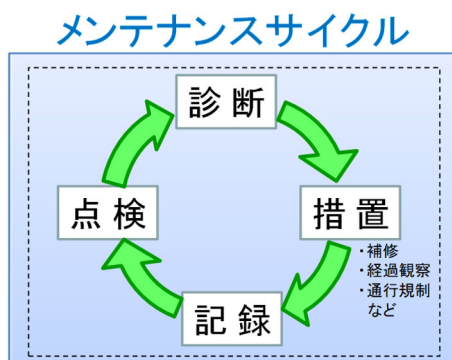 メンテナンスサイクル
診断
点検
措置
・補修
・経過観察
・通行規制
など
記録